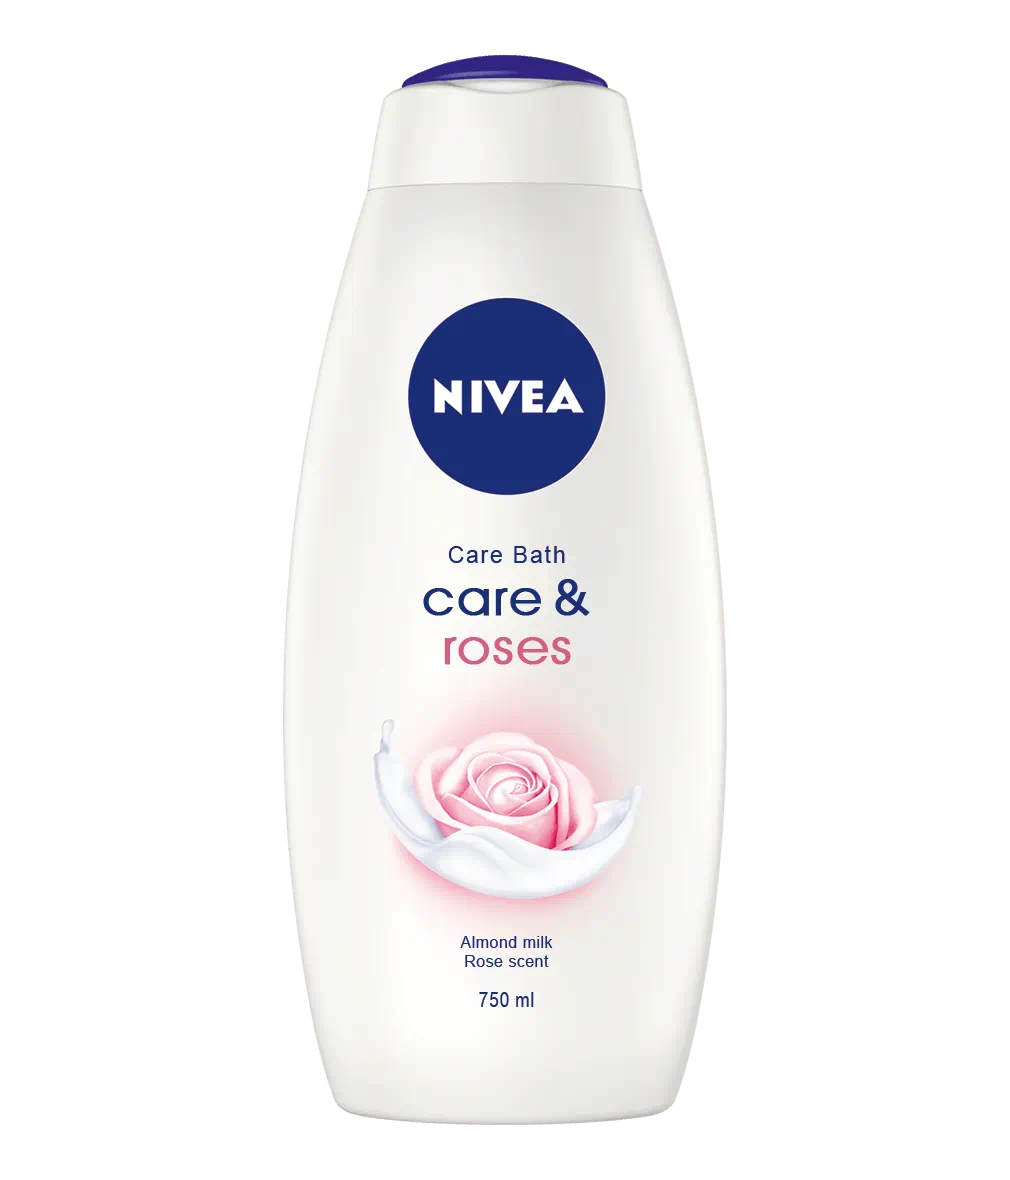 NIVEA
Care Bath
care &
roses
Almond milk
Rose scent
750 ml